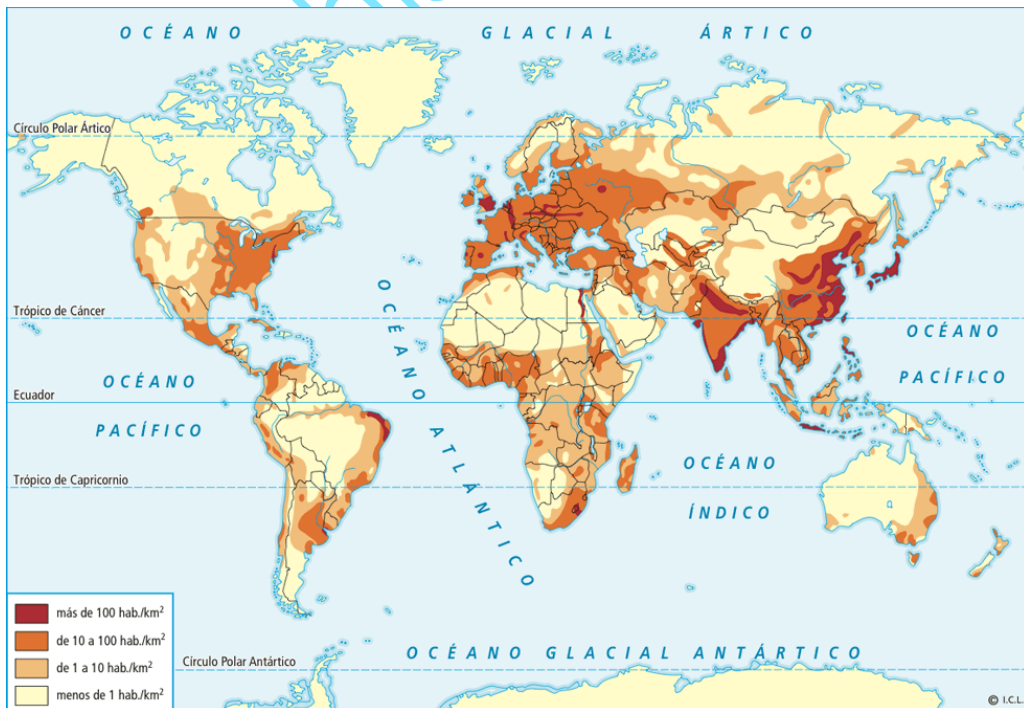 OCÉANO GLACIAL ÁRTICO
Círculo Polar Ártico
Trópico de Cáncer
OCÉANO
PACÍFICO
OCÉANO ATLÁNTICO
Ecuador
OCÉANO
PACÍFICO
OCÉANO
ÍNDICO
Trópico de Capricornio
más de 100 hab./km²
de 10 a 100 hab./km²
de 1 a 10 hab./km²
menos de 1 hab./km²
OCÉANO GLACIAL ANTÁRTICO
Círculo Polar Antártico
© I.C.L.